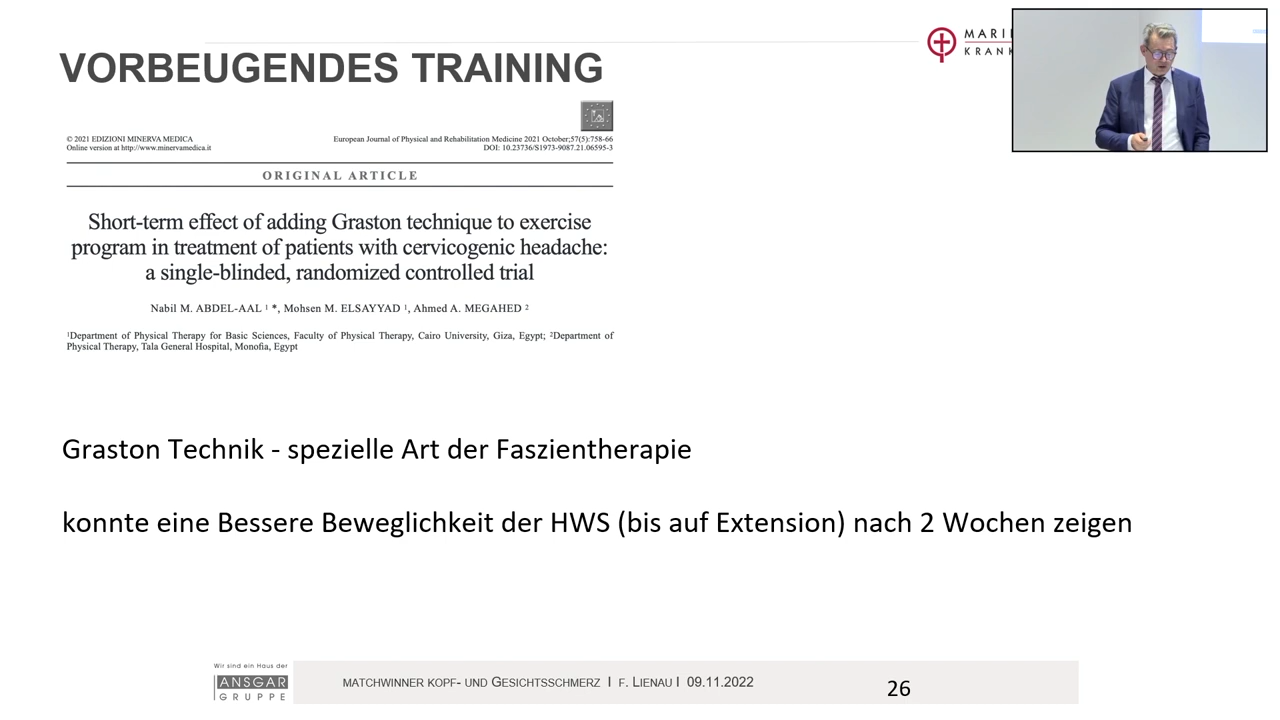 VORBEUGENDES TRAINING
© 2021 EDIZIONI MINERVA MEDICA
Online version at http://www.minervamedica.it
European Journal of Physical and Rehabilitation Medicine 2021 October;57(5):758-66
DOI: 10.23736/S1973-9087.21.06595-3
ORIGINAL ARTICLE
Short-term effect of adding Graston technique to exercise
program in treatment of patients with cervicogenic headache:
a single-blinded, randomized controlled trial
Nabil M. ABDEL-AAL ¹ *, Mohsen M. ELSAYYAD ¹, Ahmed A. MEGAHED ²
¹Department of Physical Therapy for Basic Sciences, Faculty of Physical Therapy, Cairo University, Giza, Egypt; ²Department of
Physical Therapy, Tala General Hospital, Monofia, Egypt
Graston Technik - spezielle Art der Faszientherapie
konnte eine Bessere Beweglichkeit der HWS (bis auf Extension) nach 2 Wochen zeigen
Wir sind ein Haus der
ANSGAR
GRUPPE
MATCHWINNER KOPF- UND GESICHTSSCHMERZ I F. LIENAU I 09.11.2022
26